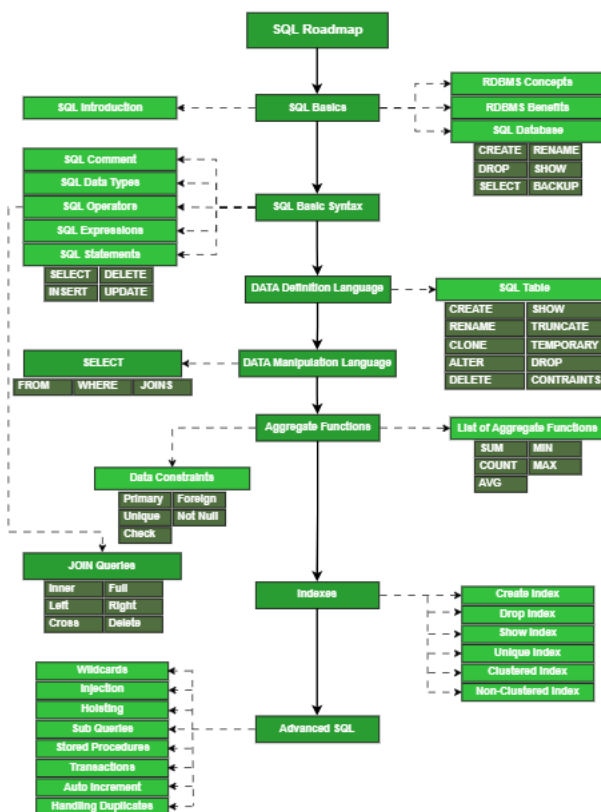 SQL Roadmap
SQL Introduction
SQL Basics
RDBMS Concepts
RDBMS Benefits
SQL Database
CREATE RENAME
DROP SHOW
SELECT BACKUP
SQL Comment
SQL Data Types
SQL Operators
SQL Expressions
SQL Statements
SELECT DELETE
INSERT UPDATE
SQL Basic Syntax
DATA Definition Language
SQL Table
CREATE SHOW
RENAME TRUNCATE
CLONE TEMPORARY
ALTER DROP
DELETE CONTRAINTS
SELECT
FROM WHERE JOINS
DATA Manipulation Language
Aggregate Functions
List of Aggregate Functions
SUM MIN
COUNT MAX
AVG
Data Constraints
Primary Foreign
Unique Not Null
Check
JOIN Queries
Inner Full
Left Right
Cross Delete
Indexes
Create Index
Drop Index
Show Index
Unique Index
Clustered Index
Non-Clustered Index
Wildcards
Injection
Hoisting
Sub Queries
Stored Procedures
Transactions
Auto Increment
Handling Duplicates
Advanced SQL